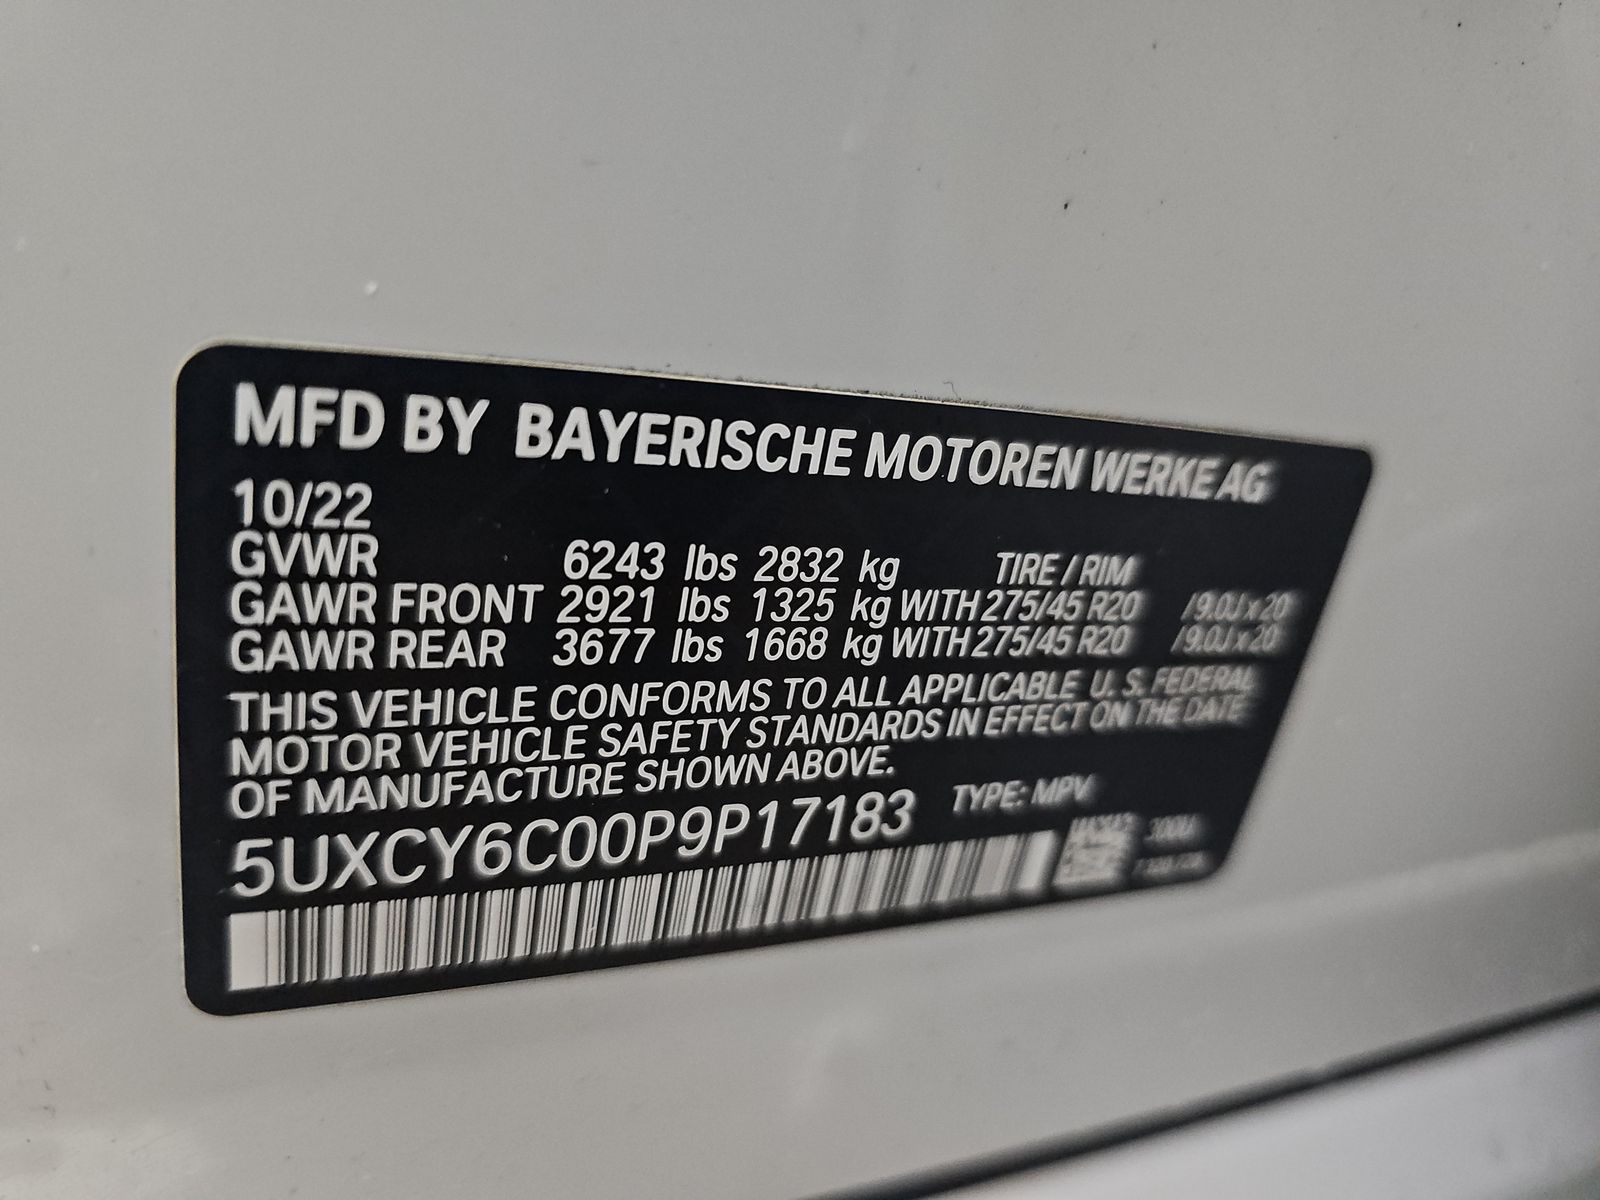 MFD BY BAYERISCHE MOTOREN WERKE AG
10/22
GVWR 6243 lbs 2832 kg TIRE / RIM
GAWR FRONT 2921 lbs 1325 kg WITH 275/45 R20 / 9.0J x 20
GAWR REAR 3677 lbs 1668 kg WITH 275/45 R20 / 9.0J x 20
THIS VEHICLE CONFORMS TO ALL APPLICABLE U. S. FEDERAL
MOTOR VEHICLE SAFETY STANDARDS IN EFFECT ON THE DATE
OF MANUFACTURE SHOWN ABOVE.
5UXCY6C00P9P17183 TYPE: MPV